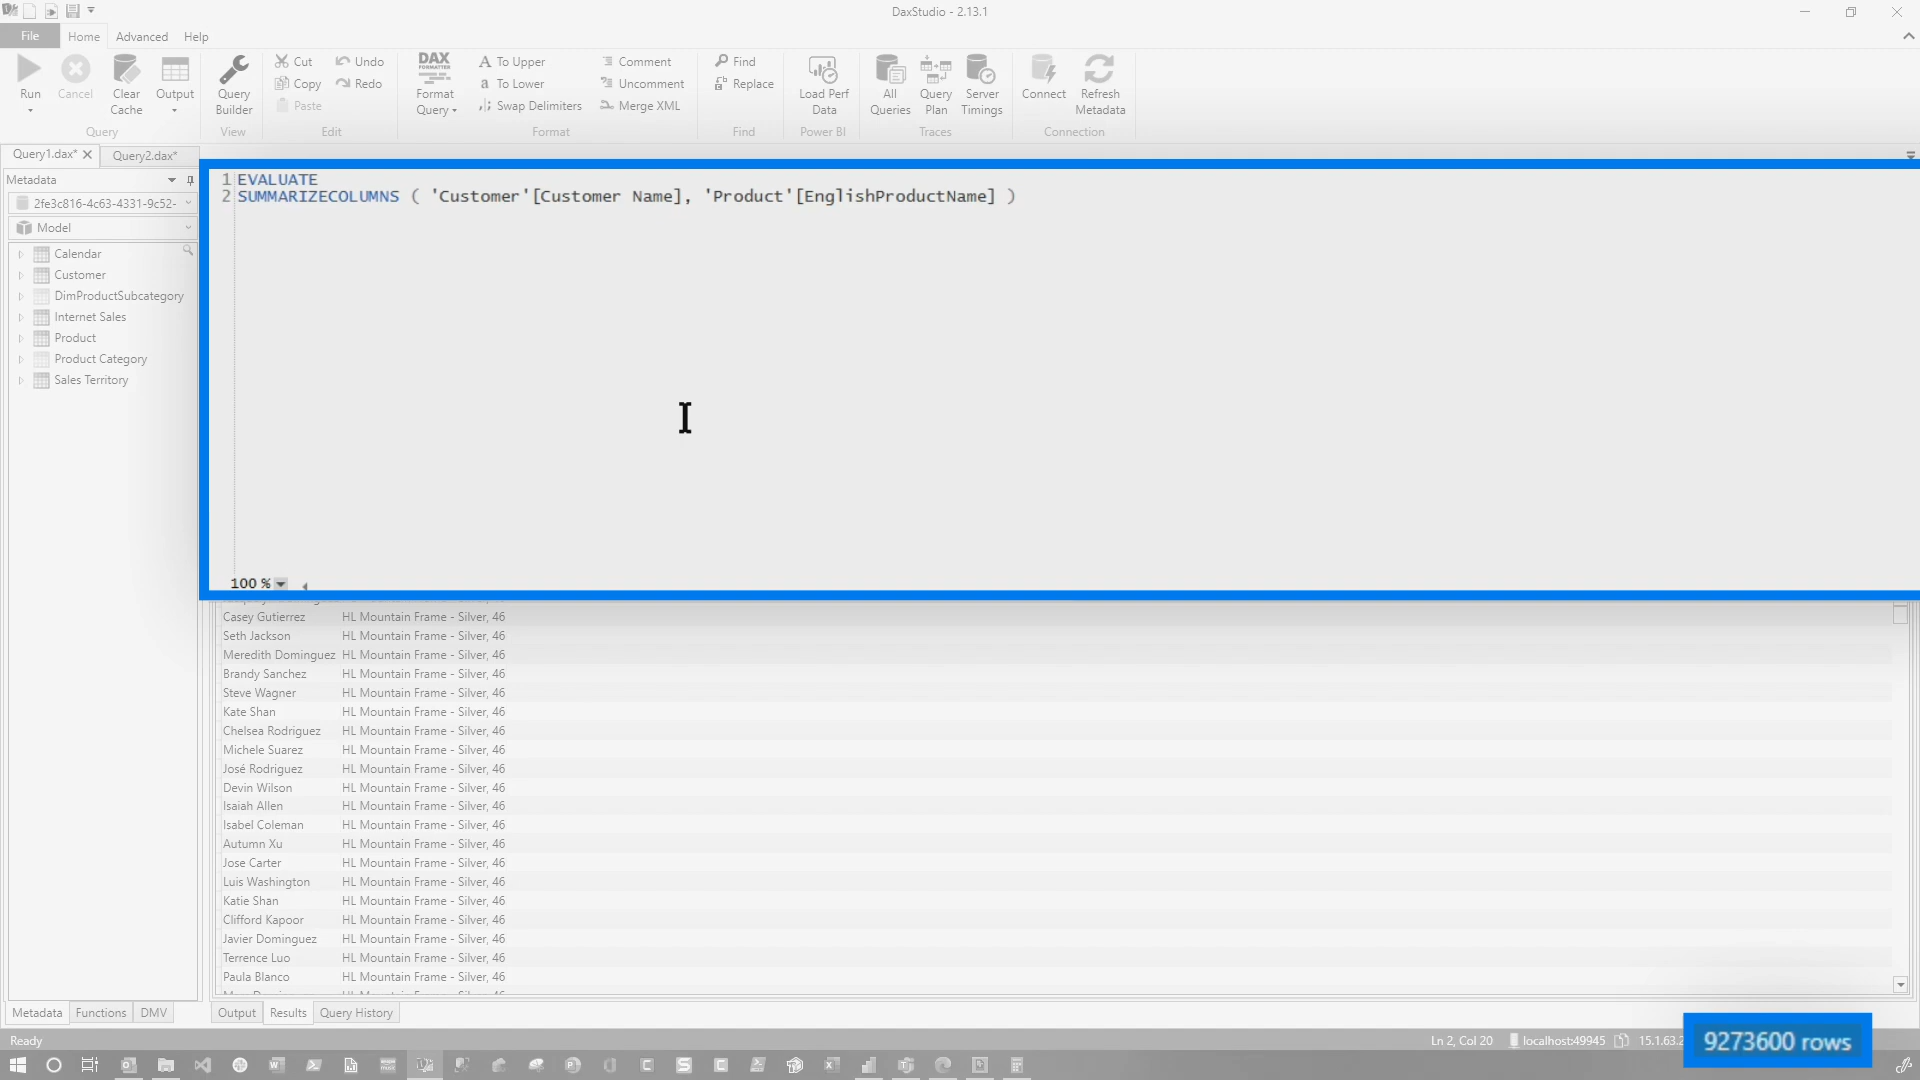 DaxStudio - 2.13.1
File Home Advanced Help
Run
Cancel
Clear Cache
Output
Query
Query Builder
View
Cut
Copy
Paste
Undo
Redo
Edit
DAX FORMATTER
Format Query
To Upper
To Lower
Swap Delimiters
Comment
Uncomment
Merge XML
Format
Find
Replace
Find
Load Perf Data
Power BI
All Queries
Query Plan
Server Timings
Traces
Connect
Refresh Metadata
Connection
Query1.dax* Query2.dax*
Metadata
2fe3c816-4c63-4331-9c52-
Model
Calendar
Customer
DimProductSubcategory
Internet Sales
Product
Product Category
Sales Territory
1 EVALUATE
2 SUMMARIZECOLUMNS ( 'Customer'[Customer Name], 'Product'[EnglishProductName] )
100 %
Casey Gutierrez HL Mountain Frame - Silver, 46
Seth Jackson HL Mountain Frame - Silver, 46
Meredith Dominguez HL Mountain Frame - Silver, 46
Brandy Sanchez HL Mountain Frame - Silver, 46
Steve Wagner HL Mountain Frame - Silver, 46
Kate Shan HL Mountain Frame - Silver, 46
Chelsea Rodriguez HL Mountain Frame - Silver, 46
Michele Suarez HL Mountain Frame - Silver, 46
José Rodriguez HL Mountain Frame - Silver, 46
Devin Wilson HL Mountain Frame - Silver, 46
Isaiah Allen HL Mountain Frame - Silver, 46
Isabel Coleman HL Mountain Frame - Silver, 46
Autumn Xu HL Mountain Frame - Silver, 46
Jose Carter HL Mountain Frame - Silver, 46
Luis Washington HL Mountain Frame - Silver, 46
Katie Shan HL Mountain Frame - Silver, 46
Clifford Kapoor HL Mountain Frame - Silver, 46
Javier Dominguez HL Mountain Frame - Silver, 46
Terrence Luo HL Mountain Frame - Silver, 46
Paula Blanco HL Mountain Frame - Silver, 46
Metadata Functions DMV
Output Results Query History
Ready
Ln 2, Col 20 localhost:49945 15.1.63.2
9273600 rows